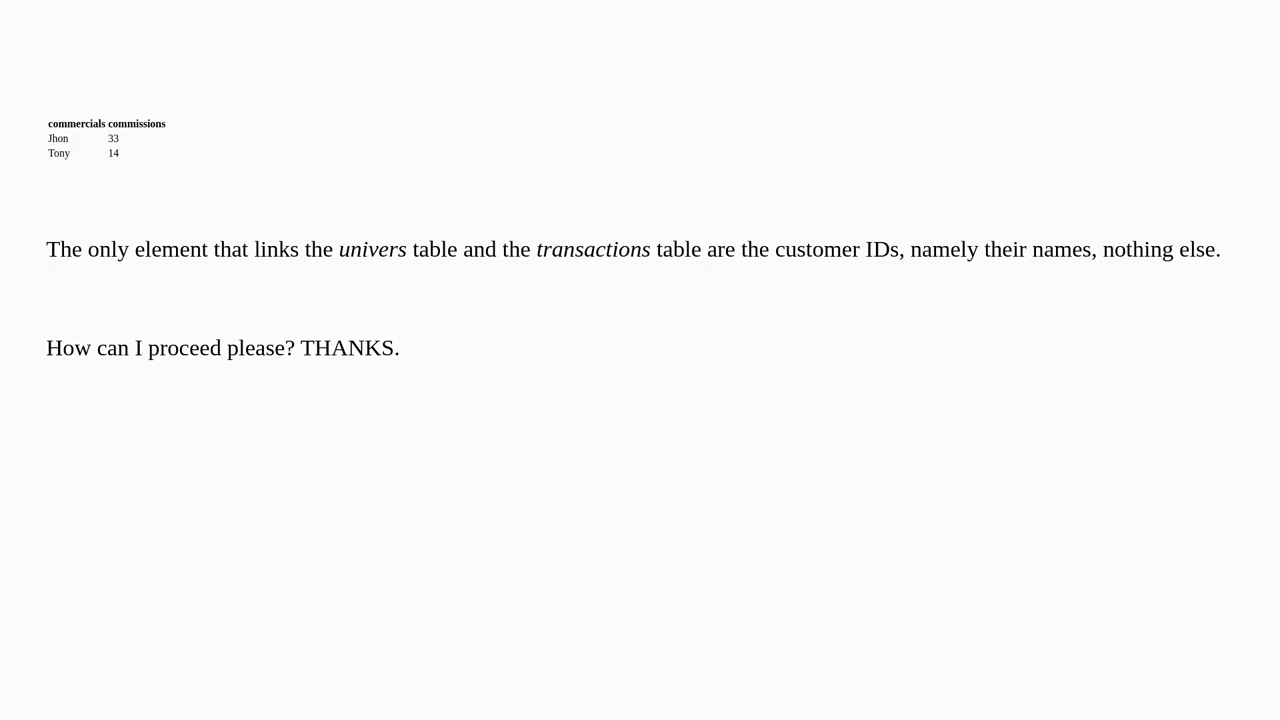 commercials commissions
Jhon 33
Tony 14
The only element that links the univers table and the transactions table are the customer IDs, namely their names, nothing else.
How can I proceed please? THANKS.